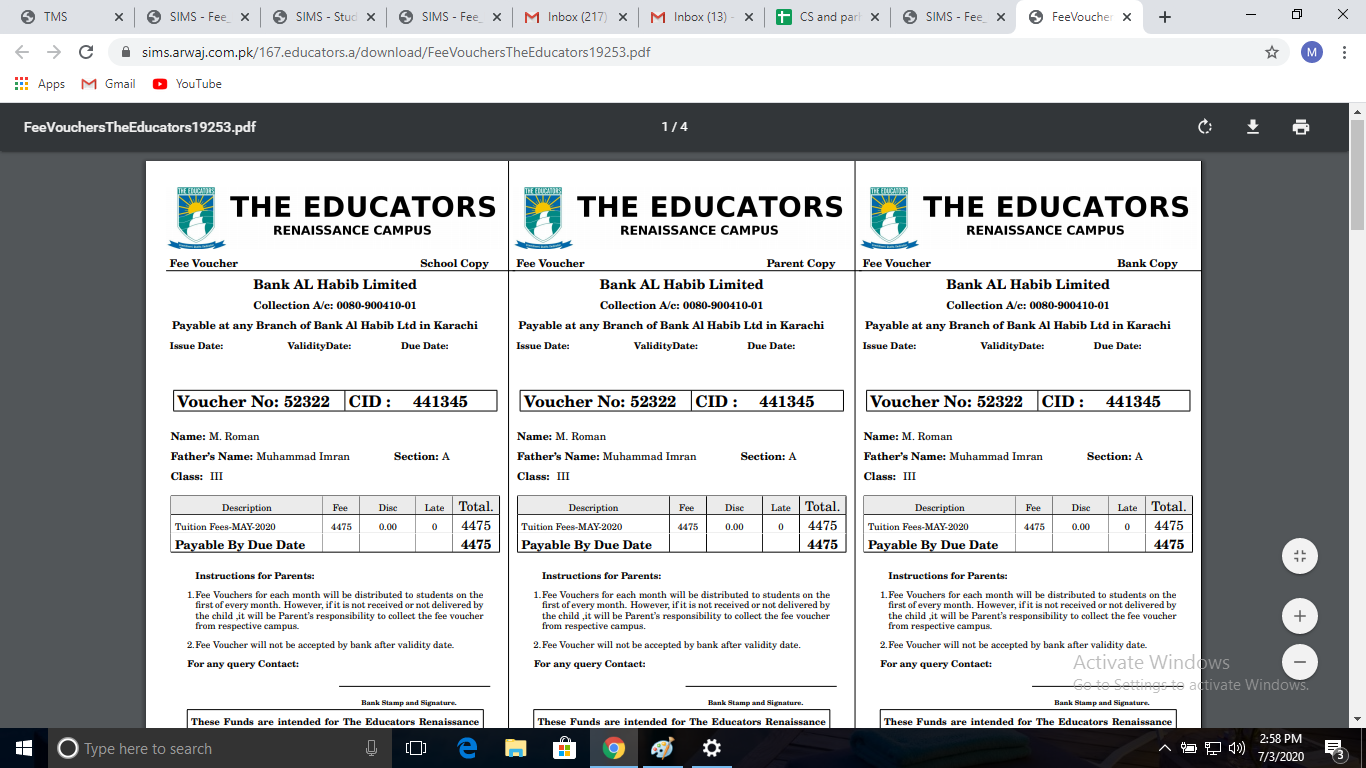 TMS
SIMS - Fee_
SIMS - Stud
SIMS - Fee_
Inbox (217)
Inbox (13) -
CS and par
SIMS - Fee_
FeeVoucher
sims.arwaj.com.pk/167.educators.a/download/FeeVouchersTheEducators19253.pdf
M
Apps
Gmail
YouTube
FeeVouchersTheEducators19253.pdf
1 / 4
THE EDUCATORS
THE EDUCATORS
RENAISSANCE CAMPUS
Fee Voucher School Copy
Bank AL Habib Limited
Collection A/c: 0080-900410-01
Payable at any Branch of Bank Al Habib Ltd in Karachi
Issue Date: ValidityDate: Due Date:
Voucher No: 52322 CID : 441345
Name: M. Roman
Father's Name: Muhammad Imran Section: A
Class: III
Description Fee Disc Late Total.
Tuition Fees-MAY-2020 4475 0.00 0 4475
Payable By Due Date 4475
Instructions for Parents:
1. Fee Vouchers for each month will be distributed to students on the
first of every month. However, if it is not received or not delivered by
the child ,it will be Parent's responsibility to collect the fee voucher
from respective campus.
2. Fee Voucher will not be accepted by bank after validity date.
For any query Contact:
Bank Stamp and Signature.
These Funds are intended for The Educators Renaissance
THE EDUCATORS
THE EDUCATORS
RENAISSANCE CAMPUS
Fee Voucher Parent Copy
Bank AL Habib Limited
Collection A/c: 0080-900410-01
Payable at any Branch of Bank Al Habib Ltd in Karachi
Issue Date: ValidityDate: Due Date:
Voucher No: 52322 CID : 441345
Name: M. Roman
Father's Name: Muhammad Imran Section: A
Class: III
Description Fee Disc Late Total.
Tuition Fees-MAY-2020 4475 0.00 0 4475
Payable By Due Date 4475
Instructions for Parents:
1. Fee Vouchers for each month will be distributed to students on the
first of every month. However, if it is not received or not delivered by
the child ,it will be Parent's responsibility to collect the fee voucher
from respective campus.
2. Fee Voucher will not be accepted by bank after validity date.
For any query Contact:
Bank Stamp and Signature.
These Funds are intended for The Educators Renaissance
THE EDUCATORS
THE EDUCATORS
RENAISSANCE CAMPUS
Fee Voucher Bank Copy
Bank AL Habib Limited
Collection A/c: 0080-900410-01
Payable at any Branch of Bank Al Habib Ltd in Karachi
Issue Date: ValidityDate: Due Date:
Voucher No: 52322 CID : 441345
Name: M. Roman
Father's Name: Muhammad Imran Section: A
Class: III
Description Fee Disc Late Total.
Tuition Fees-MAY-2020 4475 0.00 0 4475
Payable By Due Date 4475
Instructions for Parents:
1. Fee Vouchers for each month will be distributed to students on the
first of every month. However, if it is not received or not delivered by
the child ,it will be Parent's responsibility to collect the fee voucher
from respective campus.
2. Fee Voucher will not be accepted by bank after validity date.
For any query Contact:
Bank Stamp and Signature.
These Funds are intended for The Educators Renaissance
Activate Windows
Go to Settings to activate Windows.
Type here to search
2:58 PM
7/3/2020
3